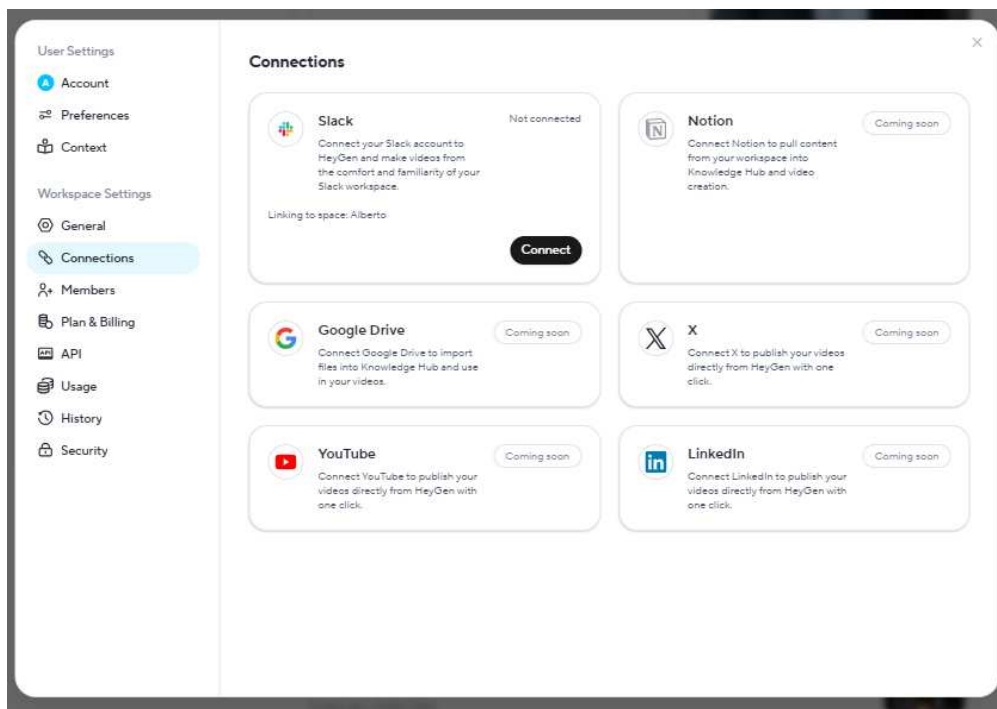 User Settings
Account
Preferences
Context
Workspace Settings
General
Connections
Members
Plan & Billing
API
Usage
History
Security
Connections
Slack
Not connected
Connect your Slack account to
HeyGen and make videos from
the comfort and familiarity of your
Slack workspace.
Linking to space: Alberto
Connect
Notion
Coming soon
Connect Notion to pull content
from your workspace into
Knowledge Hub and video
creation.
Google Drive
Coming soon
Connect Google Drive to import
files into Knowledge Hub and use
in your videos.
X
Coming soon
Connect X to publish your videos
directly from HeyGen with one
click.
YouTube
Coming soon
Connect YouTube to publish your
videos directly from HeyGen with
one click.
LinkedIn
Coming soon
Connect LinkedIn to publish your
videos directly from HeyGen with
one click.